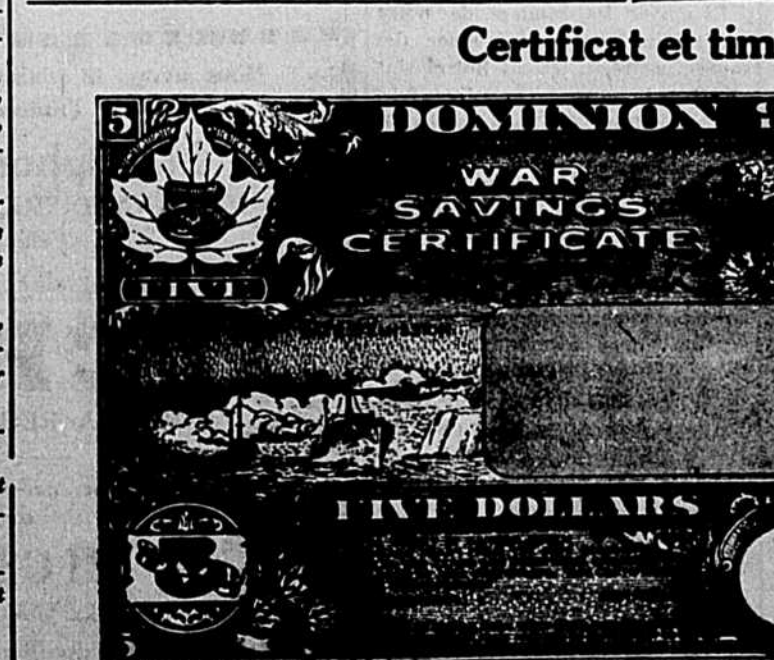 Certificat et tim
5
DOMINION
WAR
SAVINGS
CERTIFICATE
FIVE
FIVE DOLLARS
5